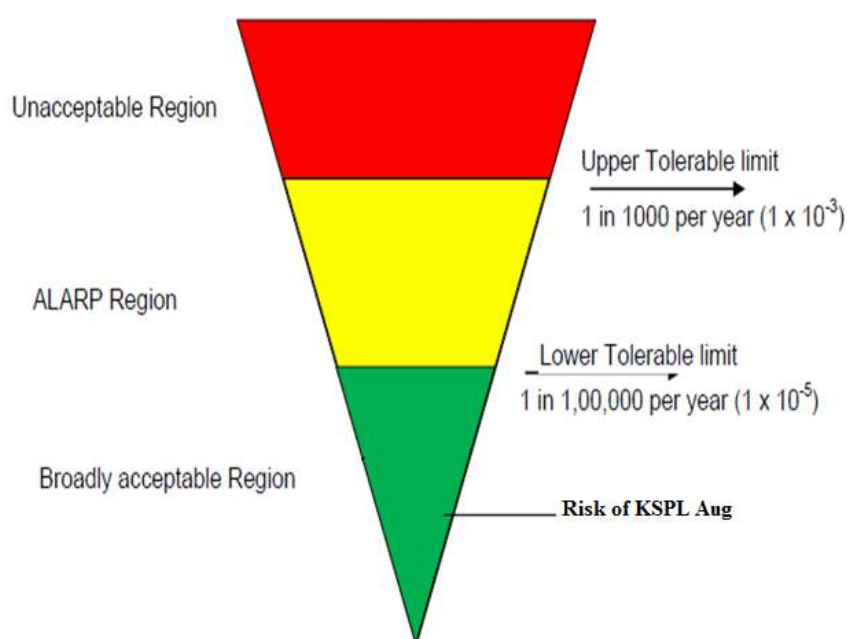 Unacceptable Region
Upper Tolerable limit
1 in 1000 per year (1 x 10⁻³)
ALARP Region
Lower Tolerable limit
1 in 1,00,000 per year (1 x 10⁻⁵)
Broadly acceptable Region
Risk of KSPL Aug